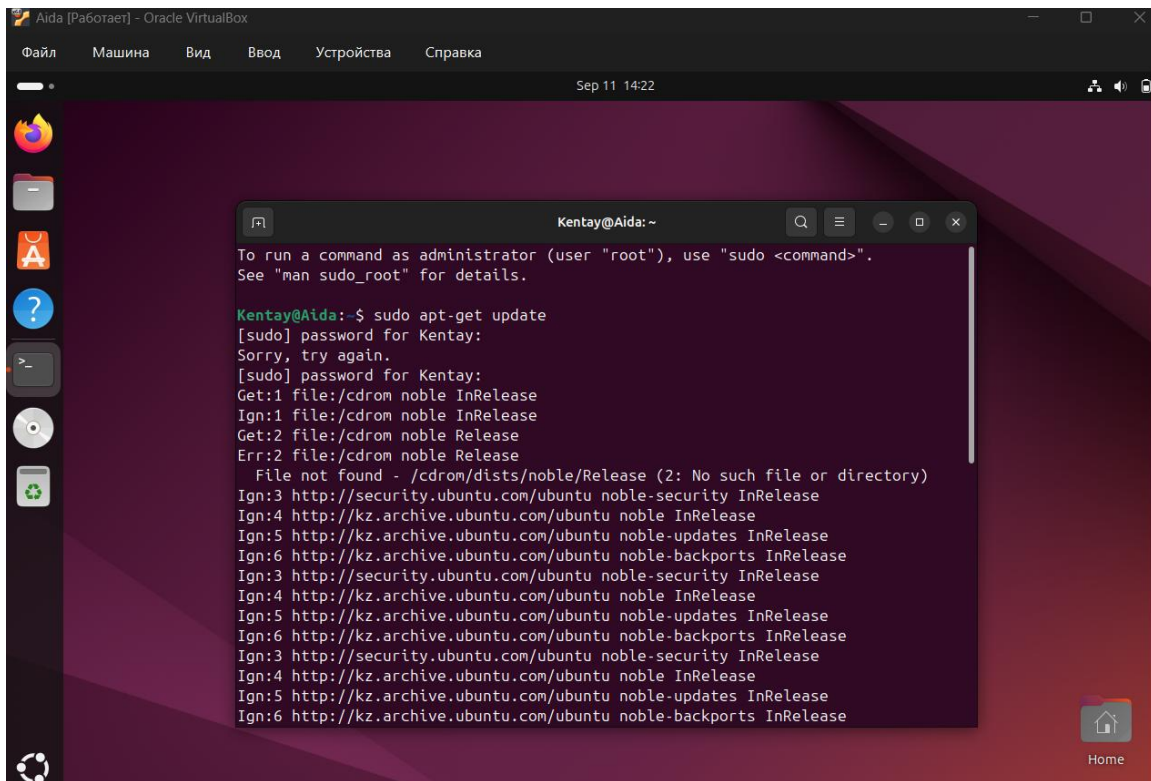 Aida [Работает] - Oracle VirtualBox
Файл Машина Вид Ввод Устройства Справка
Sep 11 14:22
Kentay@Aida: ~
To run a command as administrator (user "root"), use "sudo <command>".
See "man sudo_root" for details.
Kentay@Aida:~$ sudo apt-get update
[sudo] password for Kentay:
Sorry, try again.
[sudo] password for Kentay:
Get:1 file:/cdrom noble InRelease
Ign:1 file:/cdrom noble InRelease
Get:2 file:/cdrom noble Release
Err:2 file:/cdrom noble Release
File not found - /cdrom/dists/noble/Release (2: No such file or directory)
Ign:3 http://security.ubuntu.com/ubuntu noble-security InRelease
Ign:4 http://kz.archive.ubuntu.com/ubuntu noble InRelease
Ign:5 http://kz.archive.ubuntu.com/ubuntu noble-updates InRelease
Ign:6 http://kz.archive.ubuntu.com/ubuntu noble-backports InRelease
Ign:3 http://security.ubuntu.com/ubuntu noble-security InRelease
Ign:4 http://kz.archive.ubuntu.com/ubuntu noble InRelease
Ign:5 http://kz.archive.ubuntu.com/ubuntu noble-updates InRelease
Ign:6 http://kz.archive.ubuntu.com/ubuntu noble-backports InRelease
Ign:3 http://security.ubuntu.com/ubuntu noble-security InRelease
Ign:4 http://kz.archive.ubuntu.com/ubuntu noble InRelease
Ign:5 http://kz.archive.ubuntu.com/ubuntu noble-updates InRelease
Ign:6 http://kz.archive.ubuntu.com/ubuntu noble-backports InRelease
Home